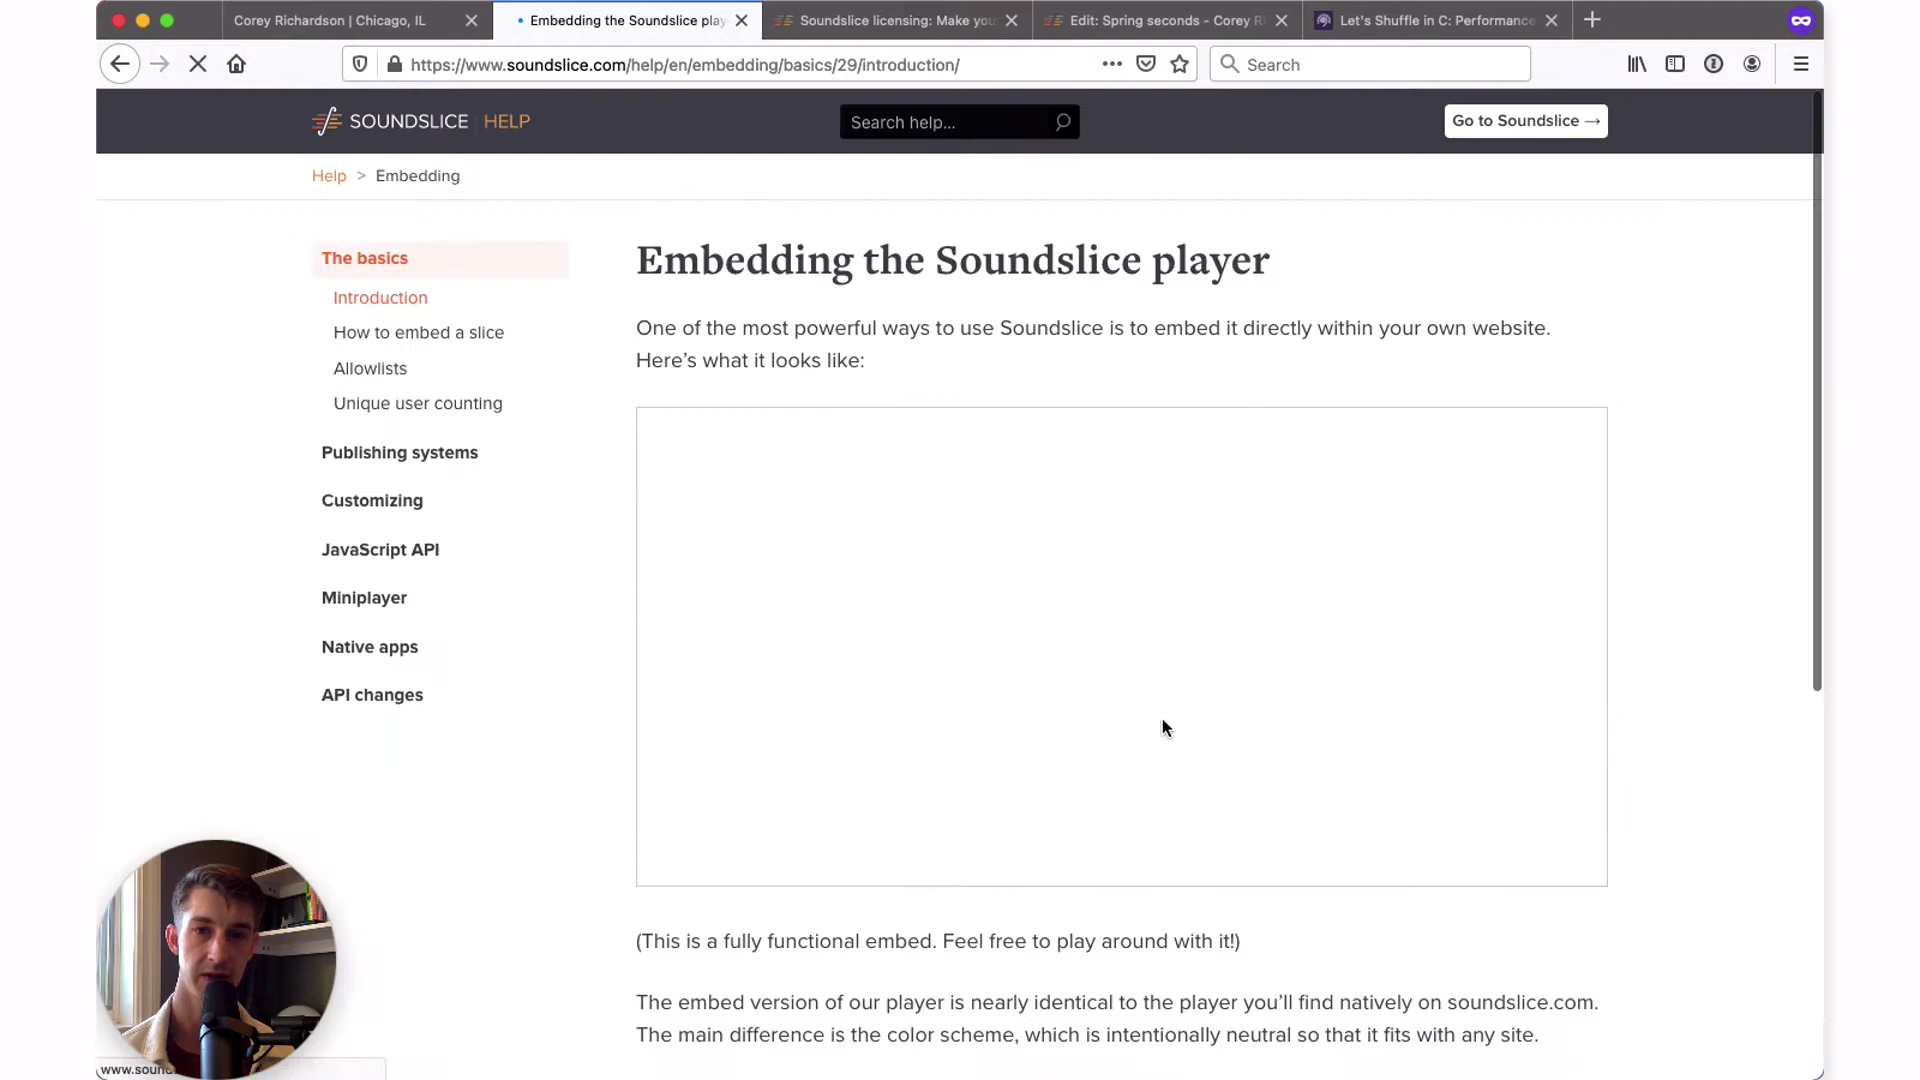 Corey Richardson | Chicago, IL
Embedding the Soundslice play
Soundslice licensing: Make you
Edit: Spring seconds - Corey R
Let's Shuffle in C: Performance
https://www.soundslice.com/help/en/embedding/basics/29/introduction/
Search
SOUNDSLICE HELP
Search help...
Go to Soundslice →
Help > Embedding
The basics
Introduction
How to embed a slice
Allowlists
Unique user counting
Publishing systems
Customizing
JavaScript API
Miniplayer
Native apps
API changes
Embedding the Soundslice player
One of the most powerful ways to use Soundslice is to embed it directly within your own website.
Here’s what it looks like:
(This is a fully functional embed. Feel free to play around with it!)
The embed version of our player is nearly identical to the player you’ll find natively on soundslice.com.
The main difference is the color scheme, which is intentionally neutral so that it fits with any site.
www.sound